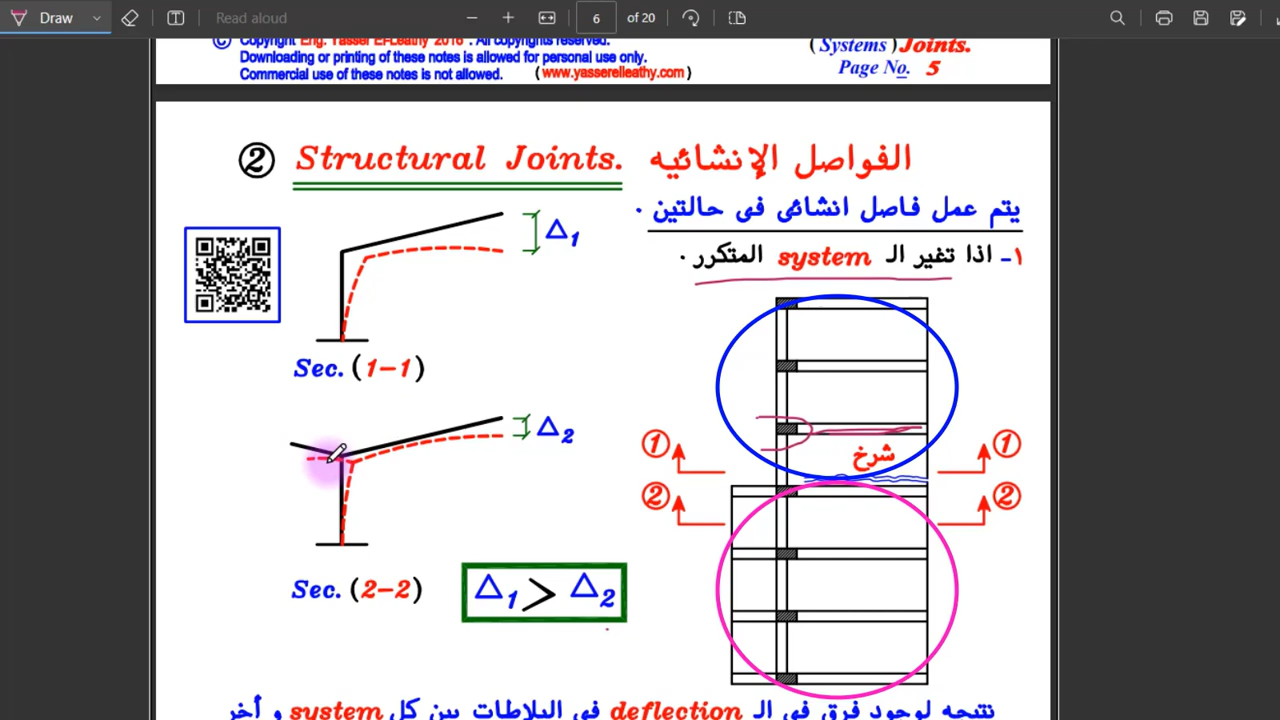 Draw
Read aloud
6 of 20
© Copyright Eng. Yasser El-Leathy 2016 . All copyrights reserved.
Downloading or printing of these notes is allowed for personal use only.
Commercial use of these notes is not allowed. (www.yasserelleathy.com)
(Systems) Joints.
Page No. 5
② Structural Joints. الفواصل الإنشائيه
يتم عمل فاصل انشائى فى حالتين .
١- اذا تغير الـ system المتكرر .
Δ1
Sec. (1-1)
Δ2
Sec. (2-2)
Δ1 > Δ2
شرخ
① ①
② ②
نتيجه لوجود فرق فى الـ deflection فى البلاطات بين كل system و أخر